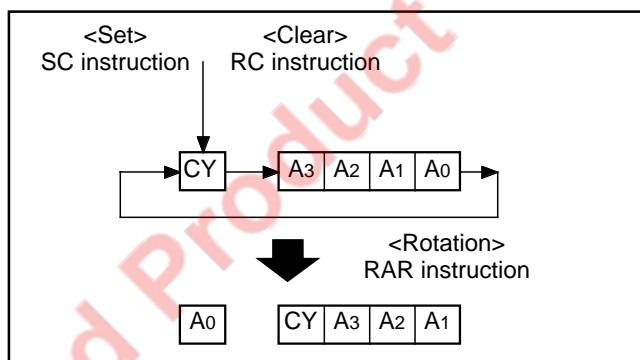 <Set> <Clear>
SC instruction RC instruction
CY A3 A2 A1 A0
<Rotation>
RAR instruction
A0 CY A3 A2 A1
d Product